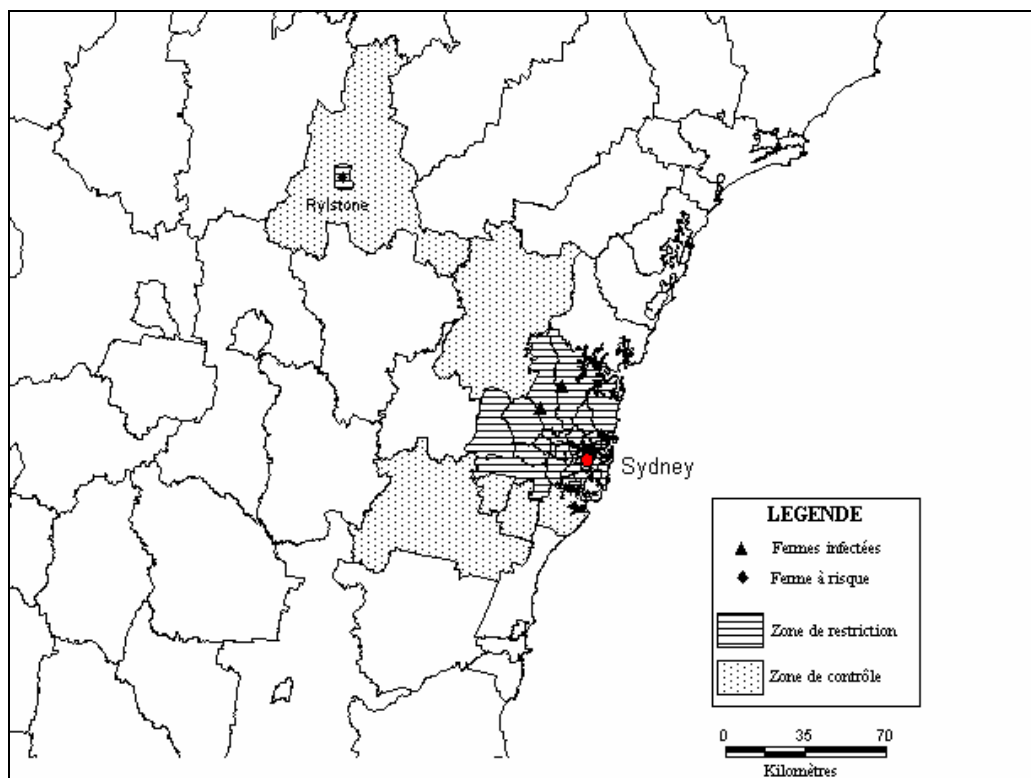 Rylstone
Sydney
LEGENDE
Fermes infectées
Ferme à risque
Zone de restriction
Zone de contrôle
0 35 70
Kilomètres